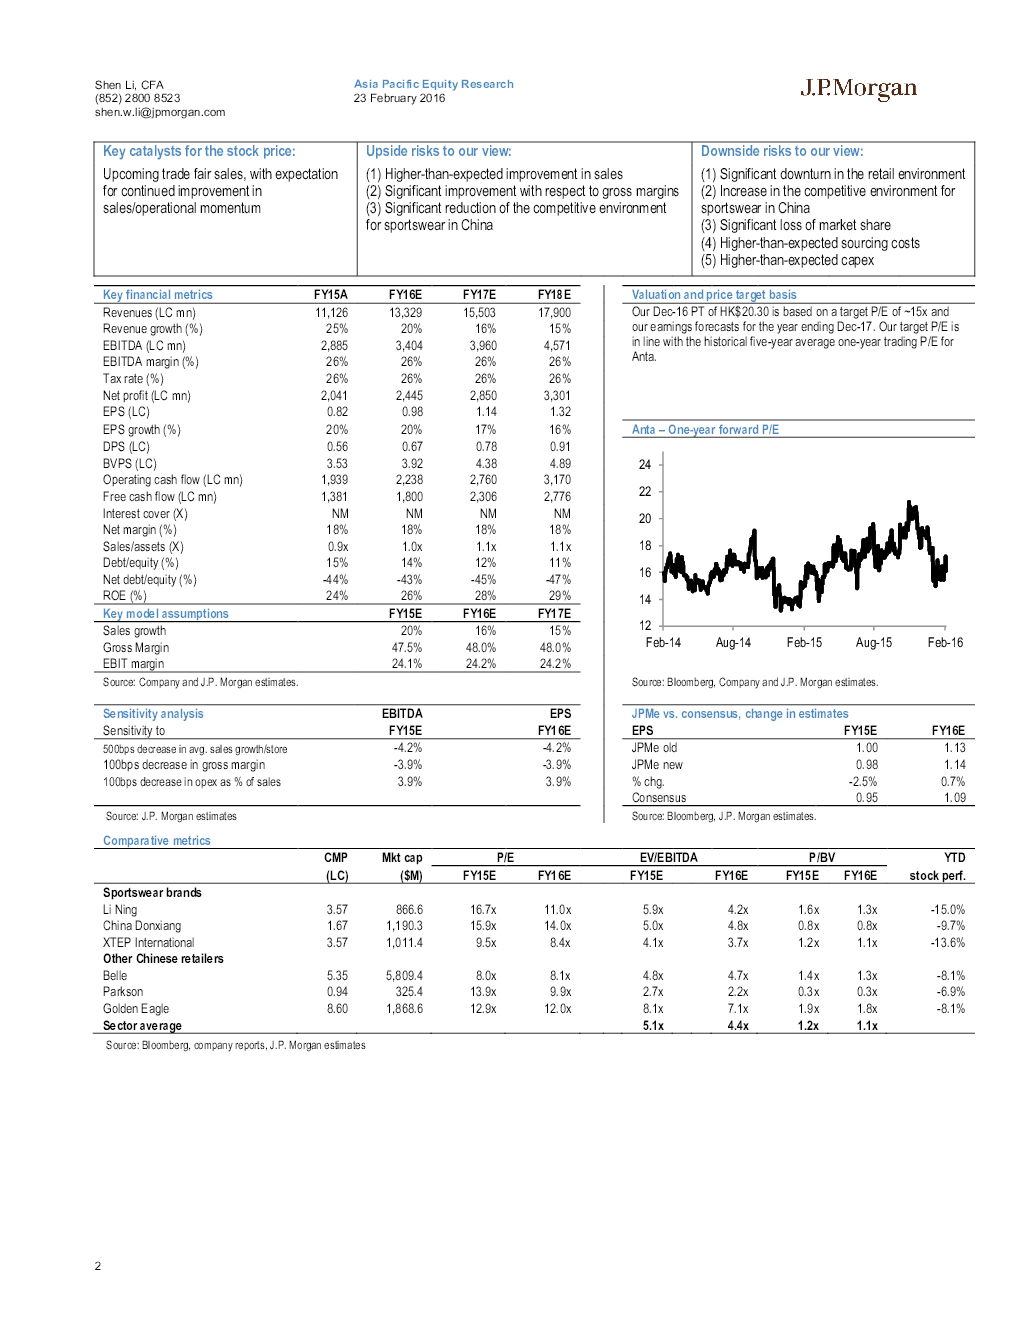 Shen Li, CFA
(852) 2800 8523
shen.w.li@jpmorgan.com
Asia Pacific Equity Research
23 February 2016
J.P.Morgan
Key catalysts for the stock price:
Upcoming trade fair sales, with expectation
for continued improvement in
sales/operational momentum
Upside risks to our view:
(1) Higher-than-expected improvement in sales
(2) Significant improvement with respect to gross margins
(3) Significant reduction of the competitive environment
for sportswear in China
Downside risks to our view:
(1) Significant downturn in the retail environment
(2) Increase in the competitive environment for
sportswear in China
(3) Significant loss of market share
(4) Higher-than-expected sourcing costs
(5) Higher-than-expected capex
Key financial metrics FY15A FY16E FY17E FY18E
Revenues (LC mn) 11,126 13,329 15,503 17,900
Revenue growth (%) 25% 20% 16% 15%
EBITDA (LC mn) 2,885 3,404 3,960 4,571
EBITDA margin (%) 26% 26% 26% 26%
Tax rate (%) 26% 26% 26% 26%
Net profit (LC mn) 2,041 2,445 2,850 3,301
EPS (LC) 0.82 0.98 1.14 1.32
EPS growth (%) 20% 20% 17% 16%
DPS (LC) 0.56 0.67 0.78 0.91
BVPS (LC) 3.53 3.92 4.38 4.89
Operating cash flow (LC mn) 1,939 2,238 2,760 3,170
Free cash flow (LC mn) 1,381 1,800 2,306 2,776
Interest cover (X) NM NM NM NM
Net margin (%) 18% 18% 18% 18%
Sales/assets (X) 0.9x 1.0x 1.1x 1.1x
Debt/equity (%) 15% 14% 12% 11%
Net debt/equity (%) -44% -43% -45% -47%
ROE (%) 24% 26% 28% 29%
Key model assumptions FY15E FY16E FY17E
Sales growth 20% 16% 15%
Gross Margin 47.5% 48.0% 48.0%
EBIT margin 24.1% 24.2% 24.2%
Source: Company and J.P. Morgan estimates.
Valuation and price target basis
Our Dec-16 PT of HK$20.30 is based on a target P/E of ~15x and
our earnings forecasts for the year ending Dec-17. Our target P/E is
in line with the historical five-year average one-year trading P/E for
Anta.
Anta – One-year forward P/E
24
22
20
18
16
14
12
Feb-14 Aug-14 Feb-15 Aug-15 Feb-16
Source: Bloomberg, Company and J.P. Morgan estimates.
Sensitivity analysis EBITDA EPS
Sensitivity to FY15E FY16E
500bps decrease in avg. sales growth/store -4.2% -4.2%
100bps decrease in gross margin -3.9% -3.9%
100bps decrease in opex as % of sales 3.9% 3.9%
Source: J.P. Morgan estimates
JPMe vs. consensus, change in estimates
EPS FY15E FY16E
JPMe old 1.00 1.13
JPMe new 0.98 1.14
% chg. -2.5% 0.7%
Consensus 0.95 1.09
Source: Bloomberg, J.P. Morgan estimates.
Comparative metrics
CMP Mkt cap P/E EV/EBITDA P/BV YTD
(LC) ($M) FY15E FY16E FY15E FY16E FY15E FY16E stock perf.
Sportswear brands
Li Ning 3.57 866.6 16.7x 11.0x 5.9x 4.2x 1.6x 1.3x -15.0%
China Donxiang 1.67 1,190.3 15.9x 14.0x 5.0x 4.8x 0.8x 0.8x -9.7%
XTEP International 3.57 1,011.4 9.5x 8.4x 4.1x 3.7x 1.2x 1.1x -13.6%
Other Chinese retailers
Belle 5.35 5,809.4 8.0x 8.1x 4.8x 4.7x 1.4x 1.3x -8.1%
Parkson 0.94 325.4 13.9x 9.9x 2.7x 2.2x 0.3x 0.3x -6.9%
Golden Eagle 8.60 1,868.6 12.9x 12.0x 8.1x 7.1x 1.9x 1.8x -8.1%
Sector average 5.1x 4.4x 1.2x 1.1x
Source: Bloomberg, company reports, J.P. Morgan estimates
2